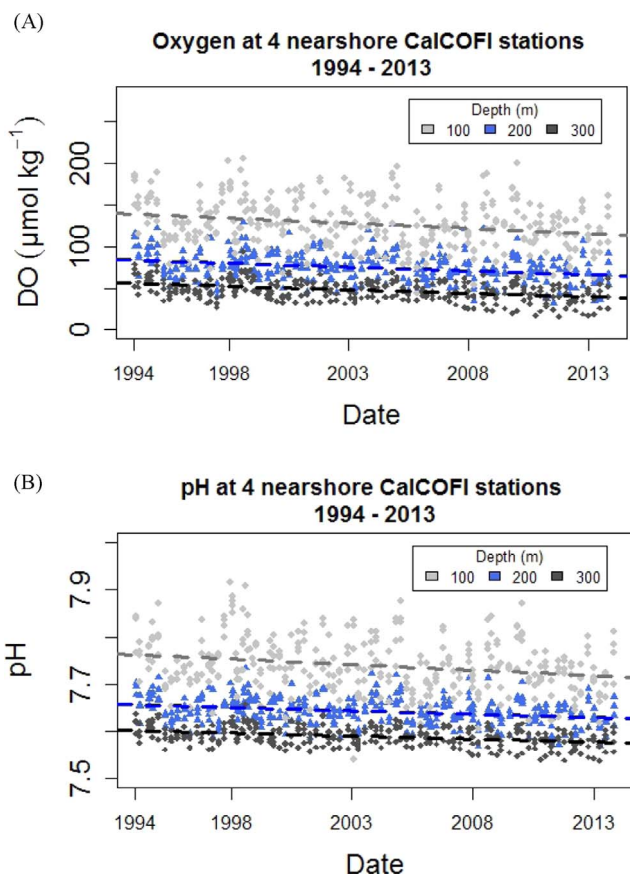 (A)
Oxygen at 4 nearshore CalCOFI stations
1994 - 2013
Depth (m)
100 200 300
DO (µmol kg⁻¹)
200
100
0
1994 1998 2003 2008 2013
Date
(B)
pH at 4 nearshore CalCOFI stations
1994 - 2013
Depth (m)
100 200 300
pH
7.9
7.7
7.5
1994 1998 2003 2008 2013
Date